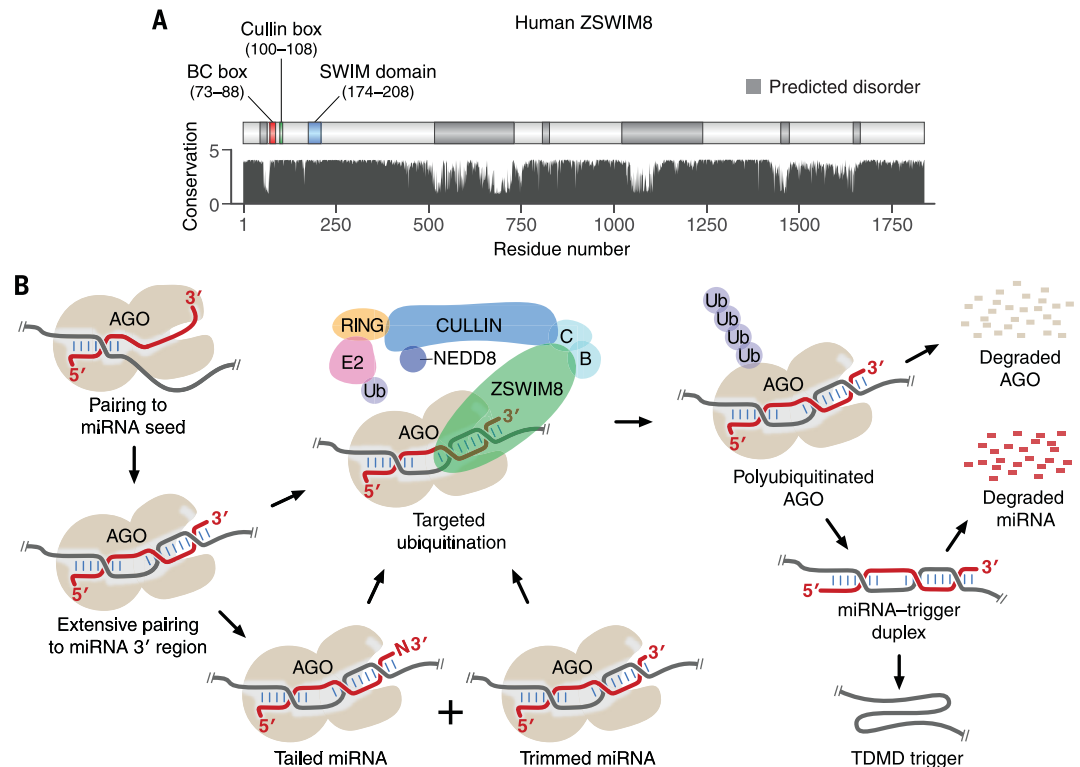 A
Human ZSWIM8
Cullin box
(100–108)
BC box
(73–88)
SWIM domain
(174–208)
Predicted disorder
Conservation
5
0
1
250
500
750
1000
1250
1500
1750
Residue number
B
AGO
3′
5′
Pairing to
miRNA seed
AGO
3′
5′
Extensive pairing
to miRNA 3′ region
RING
CULLIN
C
B
E2
NEDD8
Ub
ZSWIM8
AGO
3′
5′
Targeted
ubiquitination
AGO
N3′
5′
Tailed miRNA
+
AGO
3′
5′
Trimmed miRNA
Ub
Ub
Ub
Ub
AGO
3′
5′
Polyubiquitinated
AGO
Degraded
AGO
Degraded
miRNA
3′
5′
miRNA–trigger
duplex
TDMD trigger